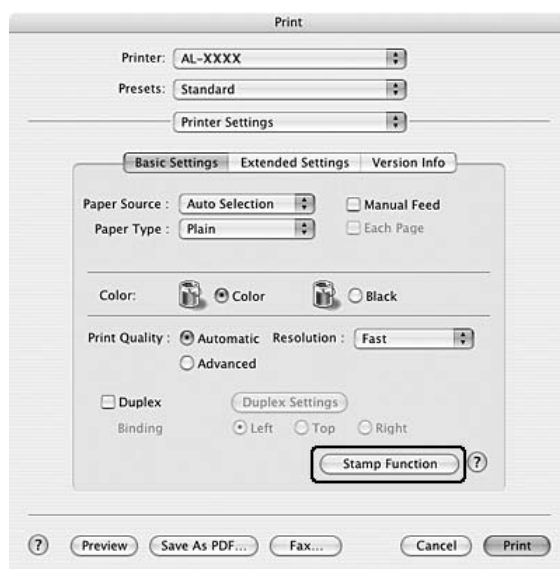 Print
Printer: AL-XXXX
Presets: Standard
Printer Settings
Basic Settings Extended Settings Version Info
Paper Source : Auto Selection Manual Feed
Paper Type : Plain Each Page
Color: Color Black
Print Quality : Automatic Resolution : Fast
Advanced
Duplex Duplex Settings
Binding Left Top Right
Stamp Function ?
? Preview Save As PDF... Fax... Cancel Print